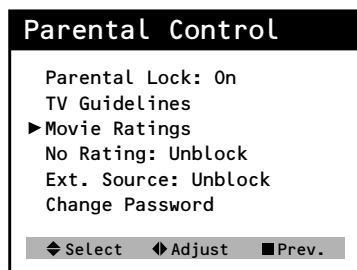 Parental Control
Parental Lock: On
TV Guidelines
Movie Ratings
No Rating: Unblock
Ext. Source: Unblock
Change Password
Select Adjust Prev.